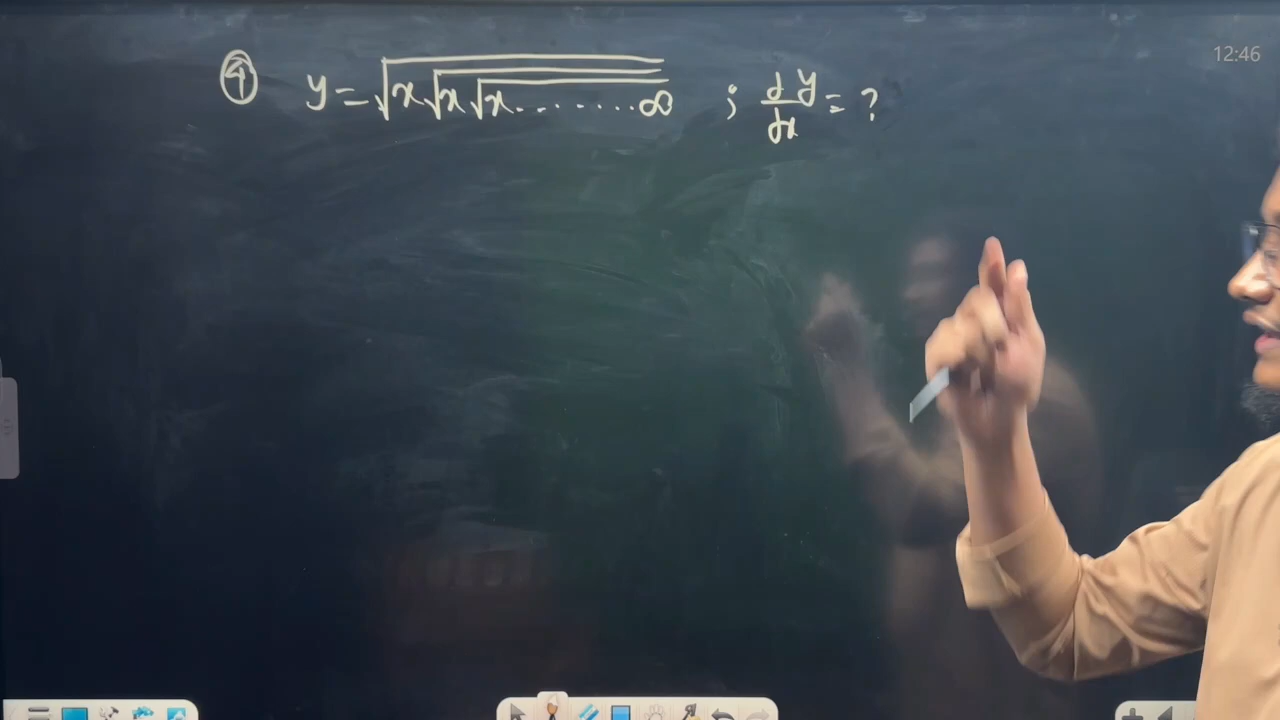 12:46
④ y = √x√x√x.......∞ ; dy/dx = ?